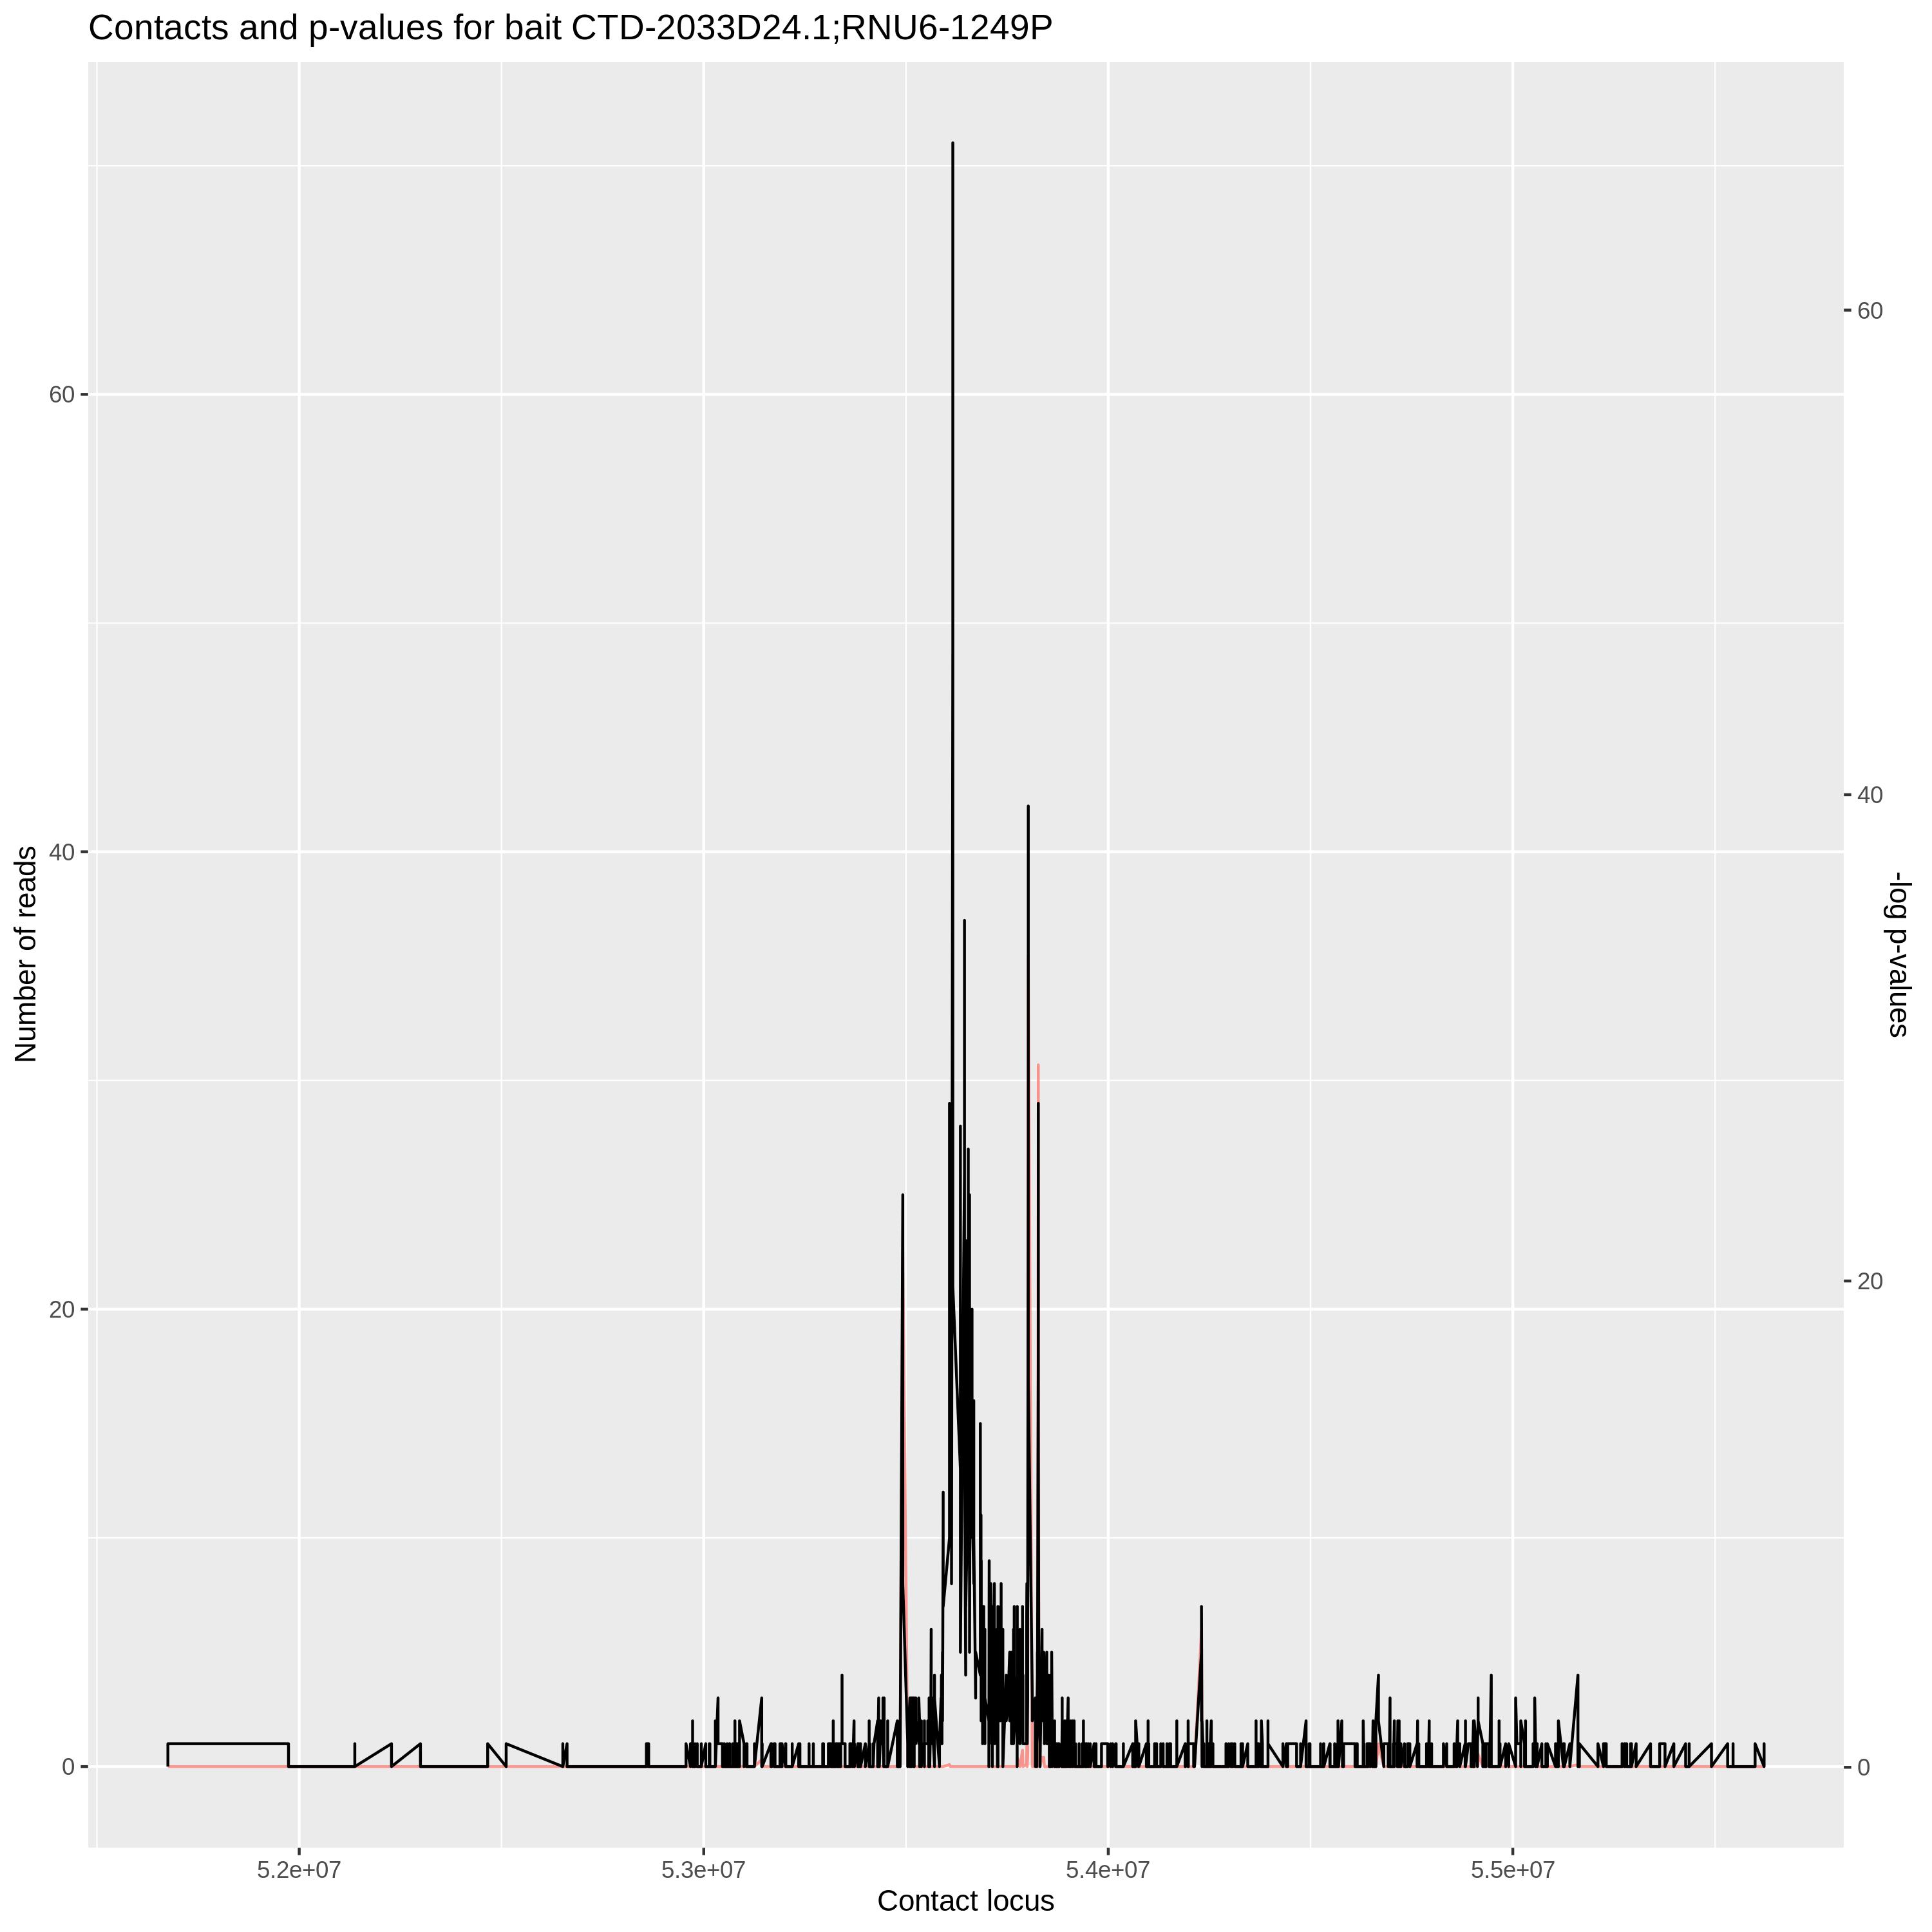 Contacts and p-values for bait CTD-2033D24.1;RNU6-1249P
60
40
20
0
Number of reads
60
40
20
0
-log p-values
5.2e+07
5.3e+07
5.4e+07
5.5e+07
Contact locus